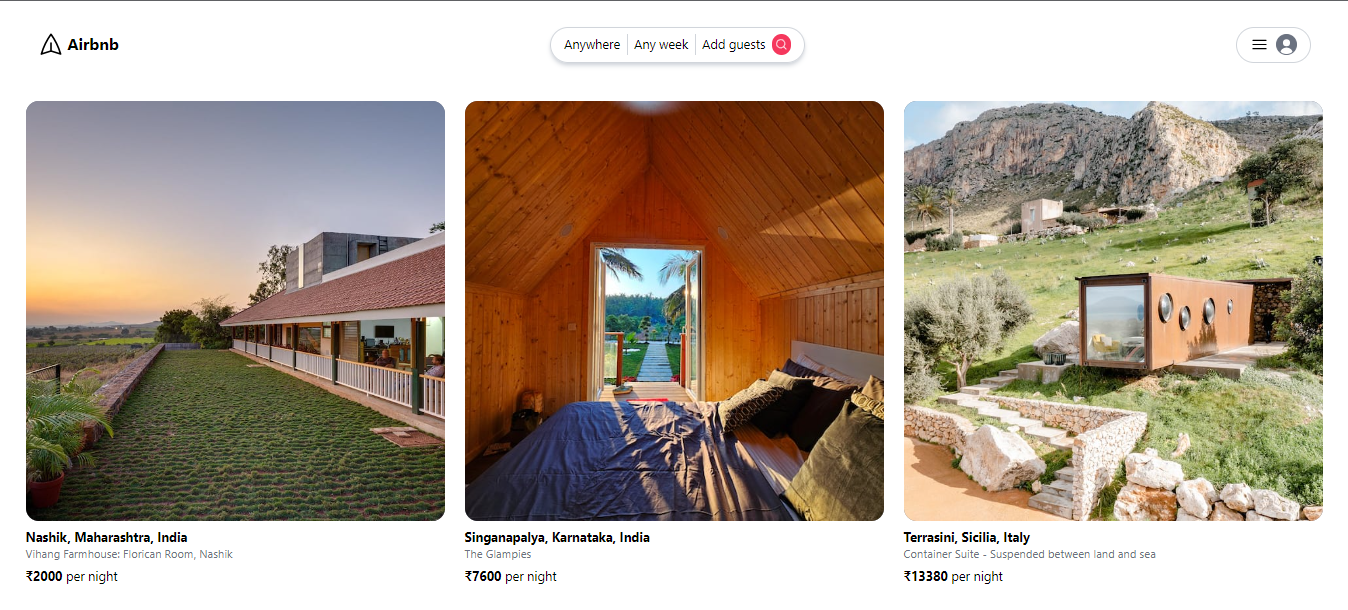 Airbnb
Anywhere
Any week
Add guests
Nashik, Maharashtra, India
Vihang Farmhouse: Florican Room, Nashik
₹2000 per night
Singanapalya, Karnataka, India
The Glampies
₹7600 per night
Terrasini, Sicilia, Italy
Container Suite - Suspended between land and sea
₹13380 per night